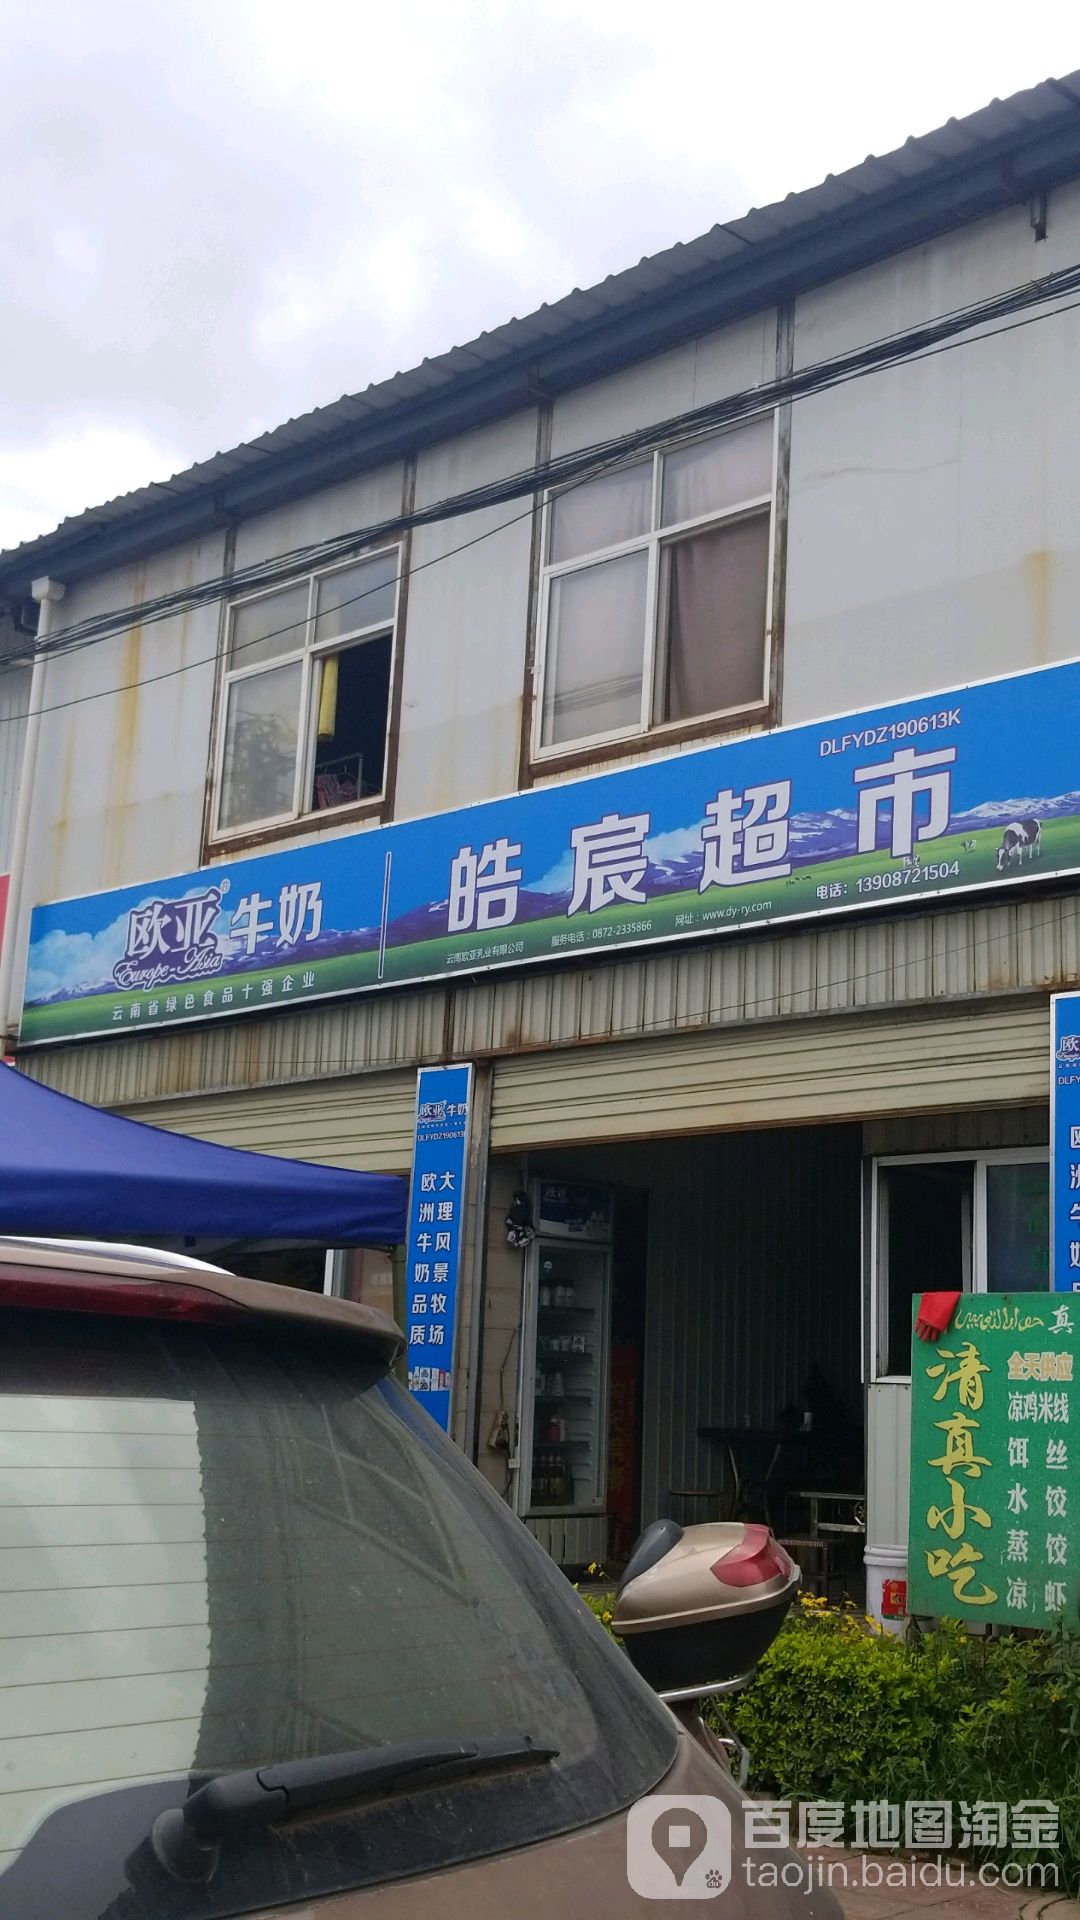 DLFYDZ190613K
欧亚®牛奶
Europe-Asia
云南省绿色食品十强企业
皓宸超市
云南欧亚乳业有限公司 服务电话：0872-2335866 网址：www.dy-ry.com 电话：13908721504
欧亚牛奶
DLFYDZ190613
大理风景牧场
欧洲牛奶品质
欧
DLFYD
真
清真小吃
全天供应
凉鸡米线
饵丝
水饺
蒸饺
凉虾
百度地图淘金
taojin.baidu.com